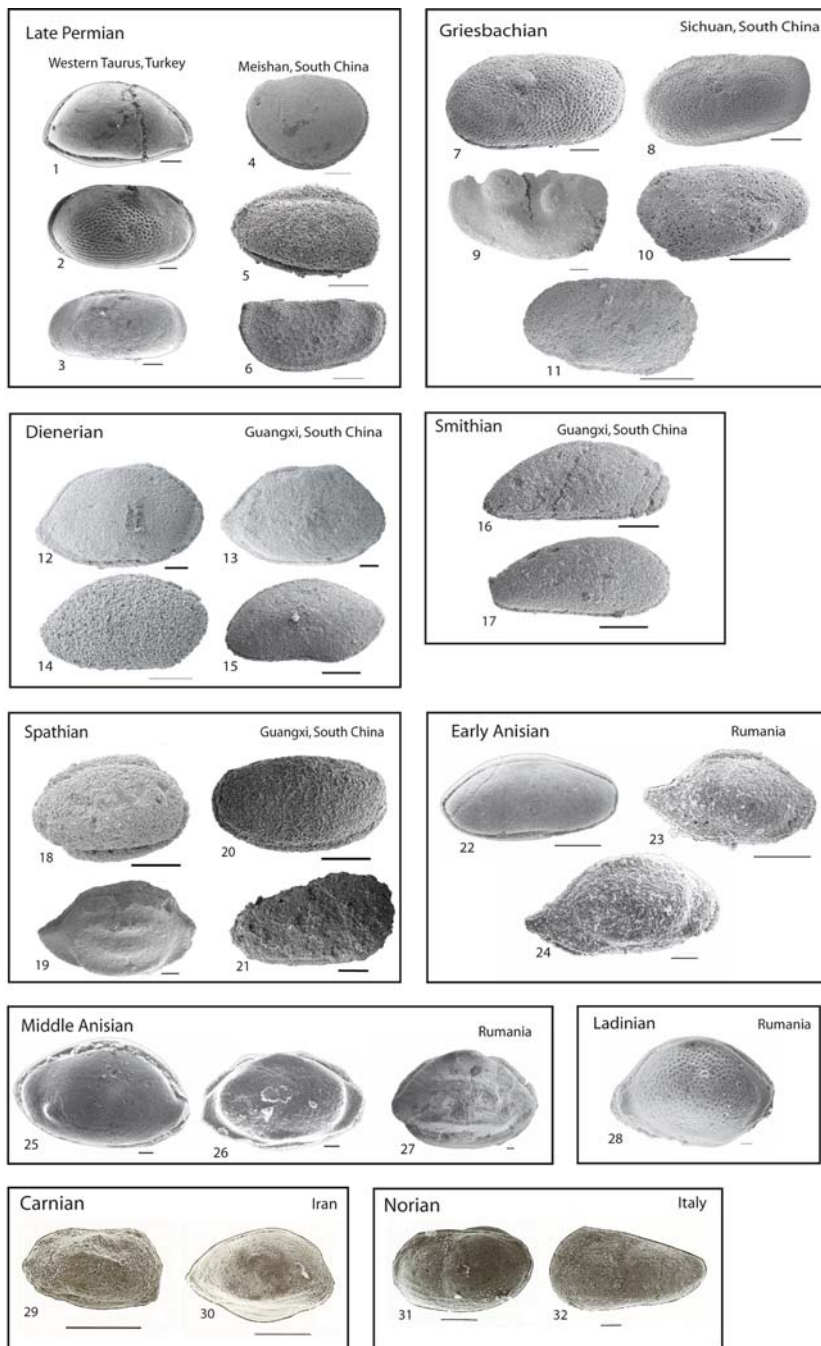 Late Permian
Western Taurus, Turkey
Meishan, South China
1
4
2
5
3
6
Griesbachian
Sichuan, South China
7
8
9
10
11
Dienerian
Guangxi, South China
12
13
14
15
Smithian
Guangxi, South China
16
17
Spathian
Guangxi, South China
18
20
19
21
Early Anisian
Rumania
22
23
24
Middle Anisian
Rumania
25
26
27
Ladinian
Rumania
28
Carnian
Iran
29
30
Norian
Italy
31
32